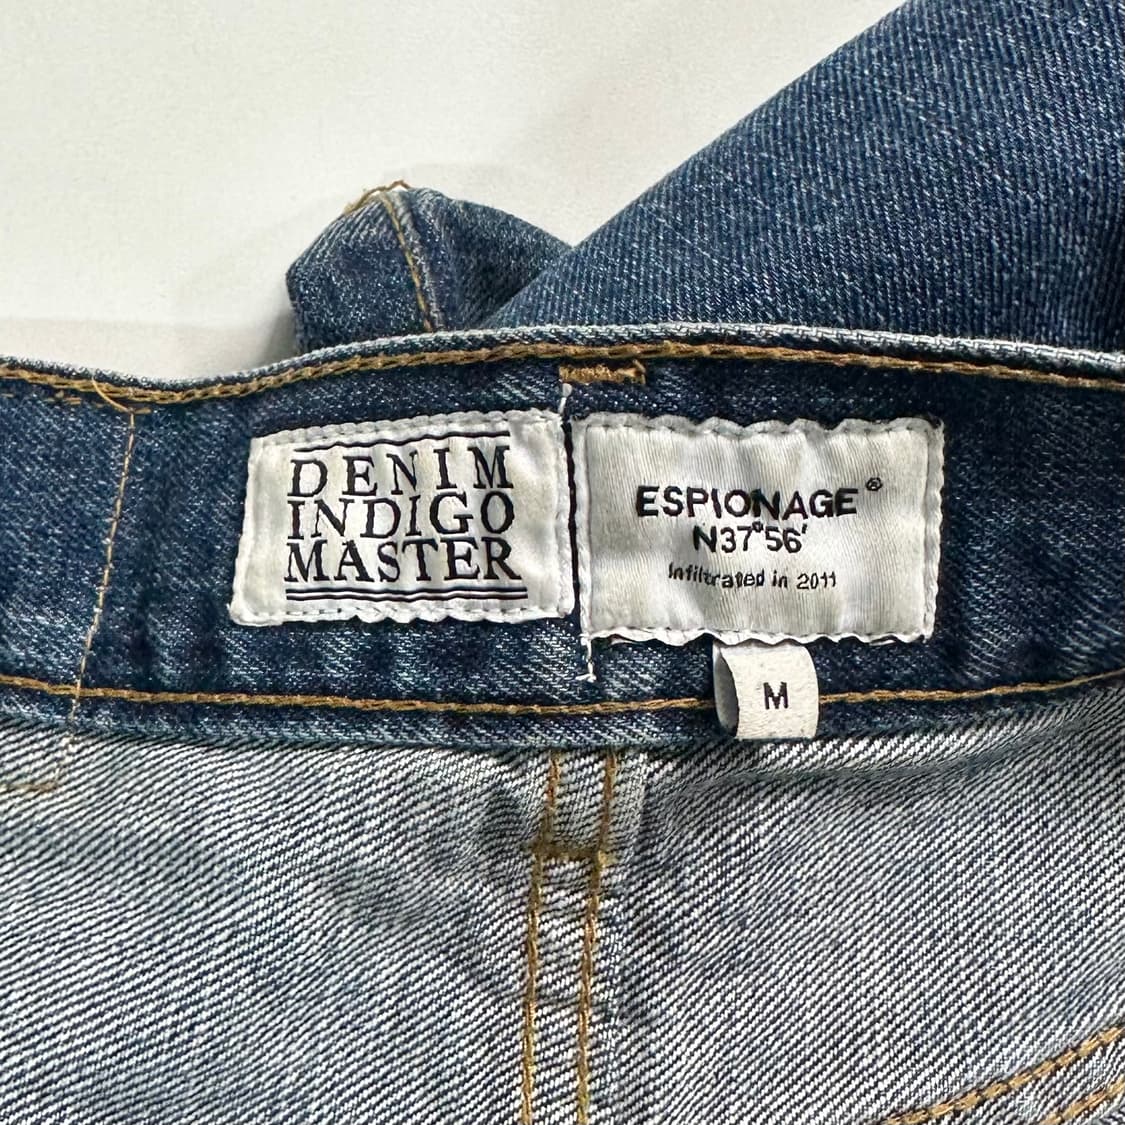 DENIM
INDIGO
MASTER
ESPIONAGE®
N37°56'
Infiltrated in 2011
M